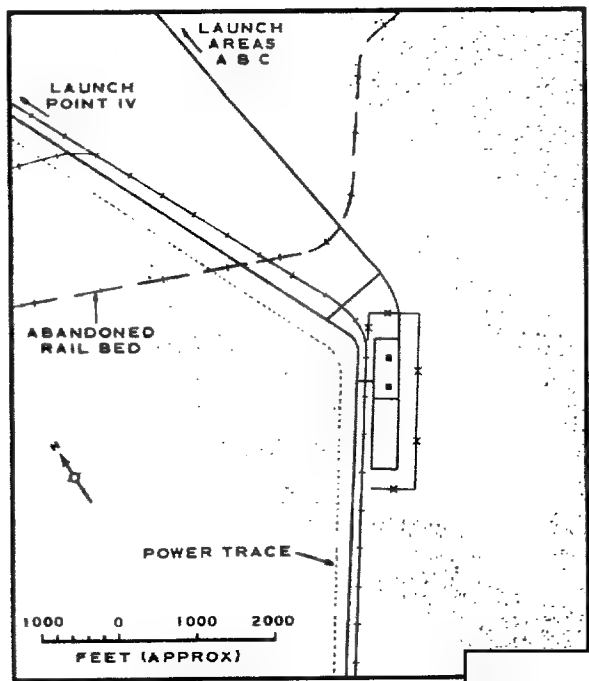 LAUNCH
AREAS
A B C
LAUNCH
POINT IV
ABANDONED
RAIL BED
N
POWER TRACE
1000 0 1000 2000
FEET (APPROX)